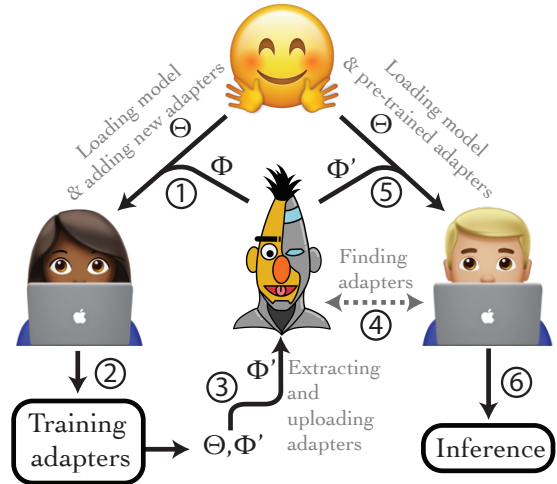 Loading model
& adding new adapters
Θ
Φ
①
Loading model
& pre-trained adapters
Θ
Φ’
⑤
Finding
adapters
④
②
③
Φ’
Extracting
and
uploading
adapters
⑥
Training
adapters
Θ,Φ’
Inference